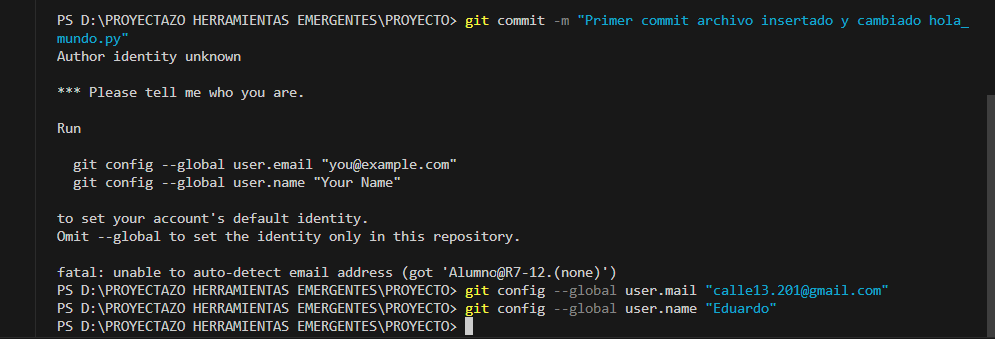 PS D:\PROYECTAZO HERRAMIENTAS EMERGENTES\PROYECTO> git commit -m "Primer commit archivo insertado y cambiado hola_
mundo.py"
Author identity unknown
*** Please tell me who you are.
Run
  git config --global user.email "you@example.com"
  git config --global user.name "Your Name"
to set your account's default identity.
Omit --global to set the identity only in this repository.
fatal: unable to auto-detect email address (got 'Alumno@R7-12.(none)')
PS D:\PROYECTAZO HERRAMIENTAS EMERGENTES\PROYECTO> git config --global user.mail "calle13.201@gmail.com"
PS D:\PROYECTAZO HERRAMIENTAS EMERGENTES\PROYECTO> git config --global user.name "Eduardo"
PS D:\PROYECTAZO HERRAMIENTAS EMERGENTES\PROYECTO>